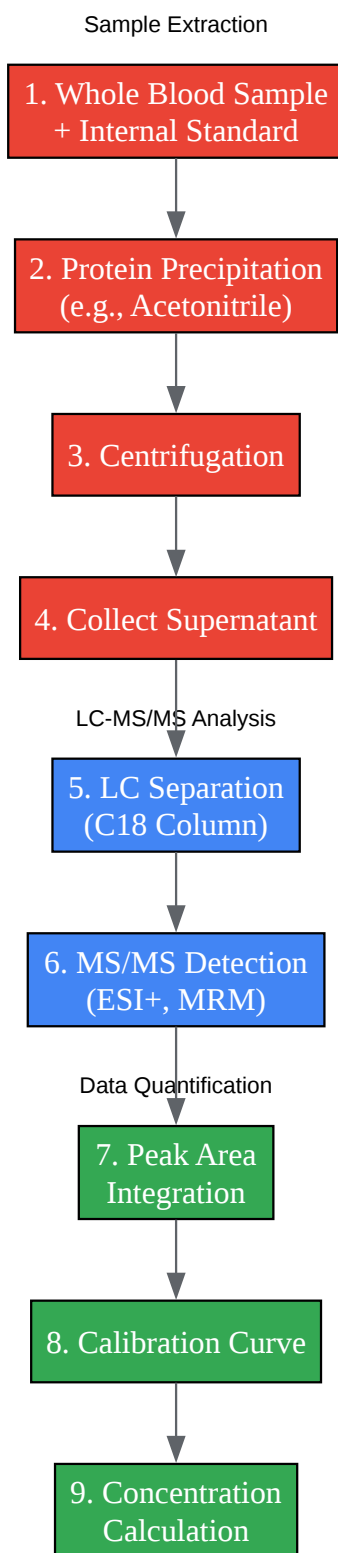 Sample Extraction
1. Whole Blood Sample
+ Internal Standard
2. Protein Precipitation
(e.g., Acetonitrile)
3. Centrifugation
4. Collect Supernatant
LC-MS/MS Analysis
5. LC Separation
(C18 Column)
6. MS/MS Detection
(ESI+, MRM)
Data Quantification
7. Peak Area
Integration
8. Calibration Curve
9. Concentration
Calculation